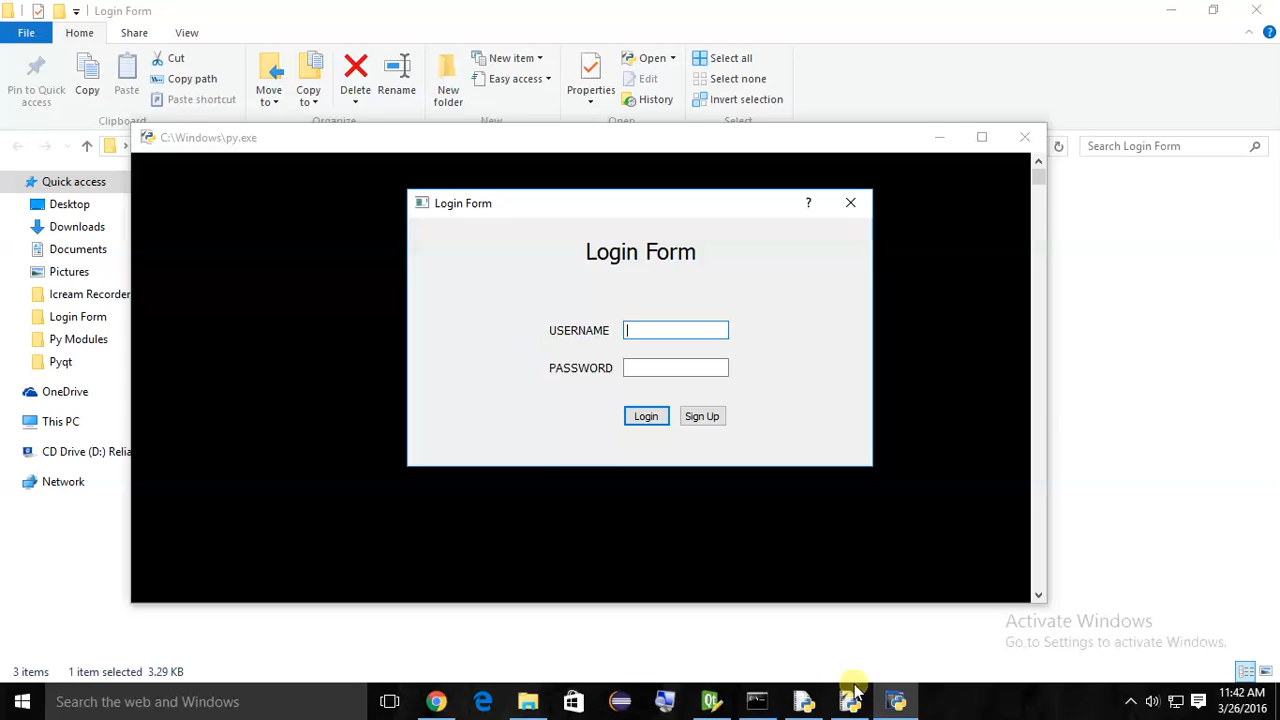 Login Form
File Home Share View
Pin to Quick access
Copy
Paste
Cut
Copy path
Paste shortcut
Clipboard
Move to
Copy to
Delete
Rename
Organize
New folder
New item
Easy access
New
Properties
Open
Edit
History
Open
Select all
Select none
Invert selection
Select
Search Login Form
Quick access
Desktop
Downloads
Documents
Pictures
Icream Recorder
Login Form
Py Modules
Pyqt
OneDrive
This PC
CD Drive (D:) Relia
Network
C:\Windows\py.exe
Login Form ?
Login Form
USERNAME
PASSWORD
Login Sign Up
Activate Windows
Go to Settings to activate Windows.
3 items 1 item selected 3.29 KB
Search the web and Windows
11:42 AM
3/26/2016